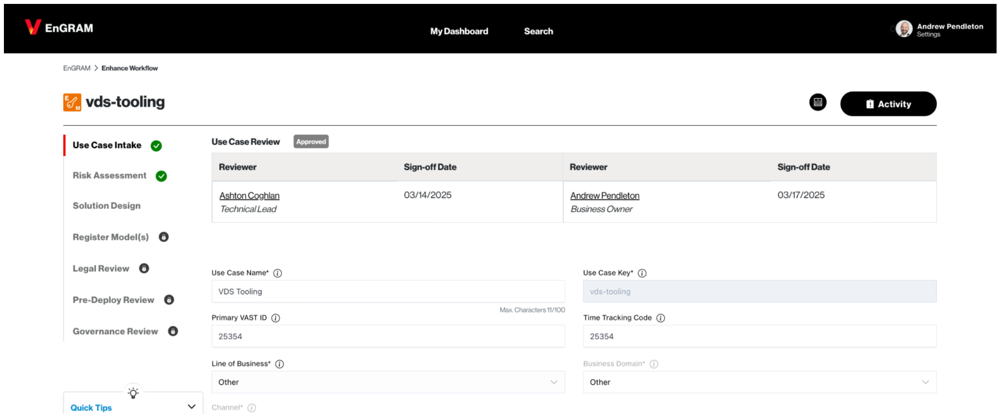 EnGRAM
My Dashboard
Search
Andrew Pendleton
Settings
EnGRAM > Enhance Workflow
E M
vds-tooling
Activity
Use Case Intake
Risk Assessment
Solution Design
Register Model(s)
Legal Review
Pre-Deploy Review
Governance Review
Quick Tips
Use Case Review Approved
Reviewer Sign-off Date Reviewer Sign-off Date
Ashton Coghlan 03/14/2025 Andrew Pendleton 03/17/2025
Technical Lead Business Owner
Use Case Name* Use Case Key*
VDS Tooling vds-tooling
Max. Characters 11/100
Primary VAST ID Time Tracking Code
25354 25354
Line of Business* Business Domain*
Other Other
Channel*